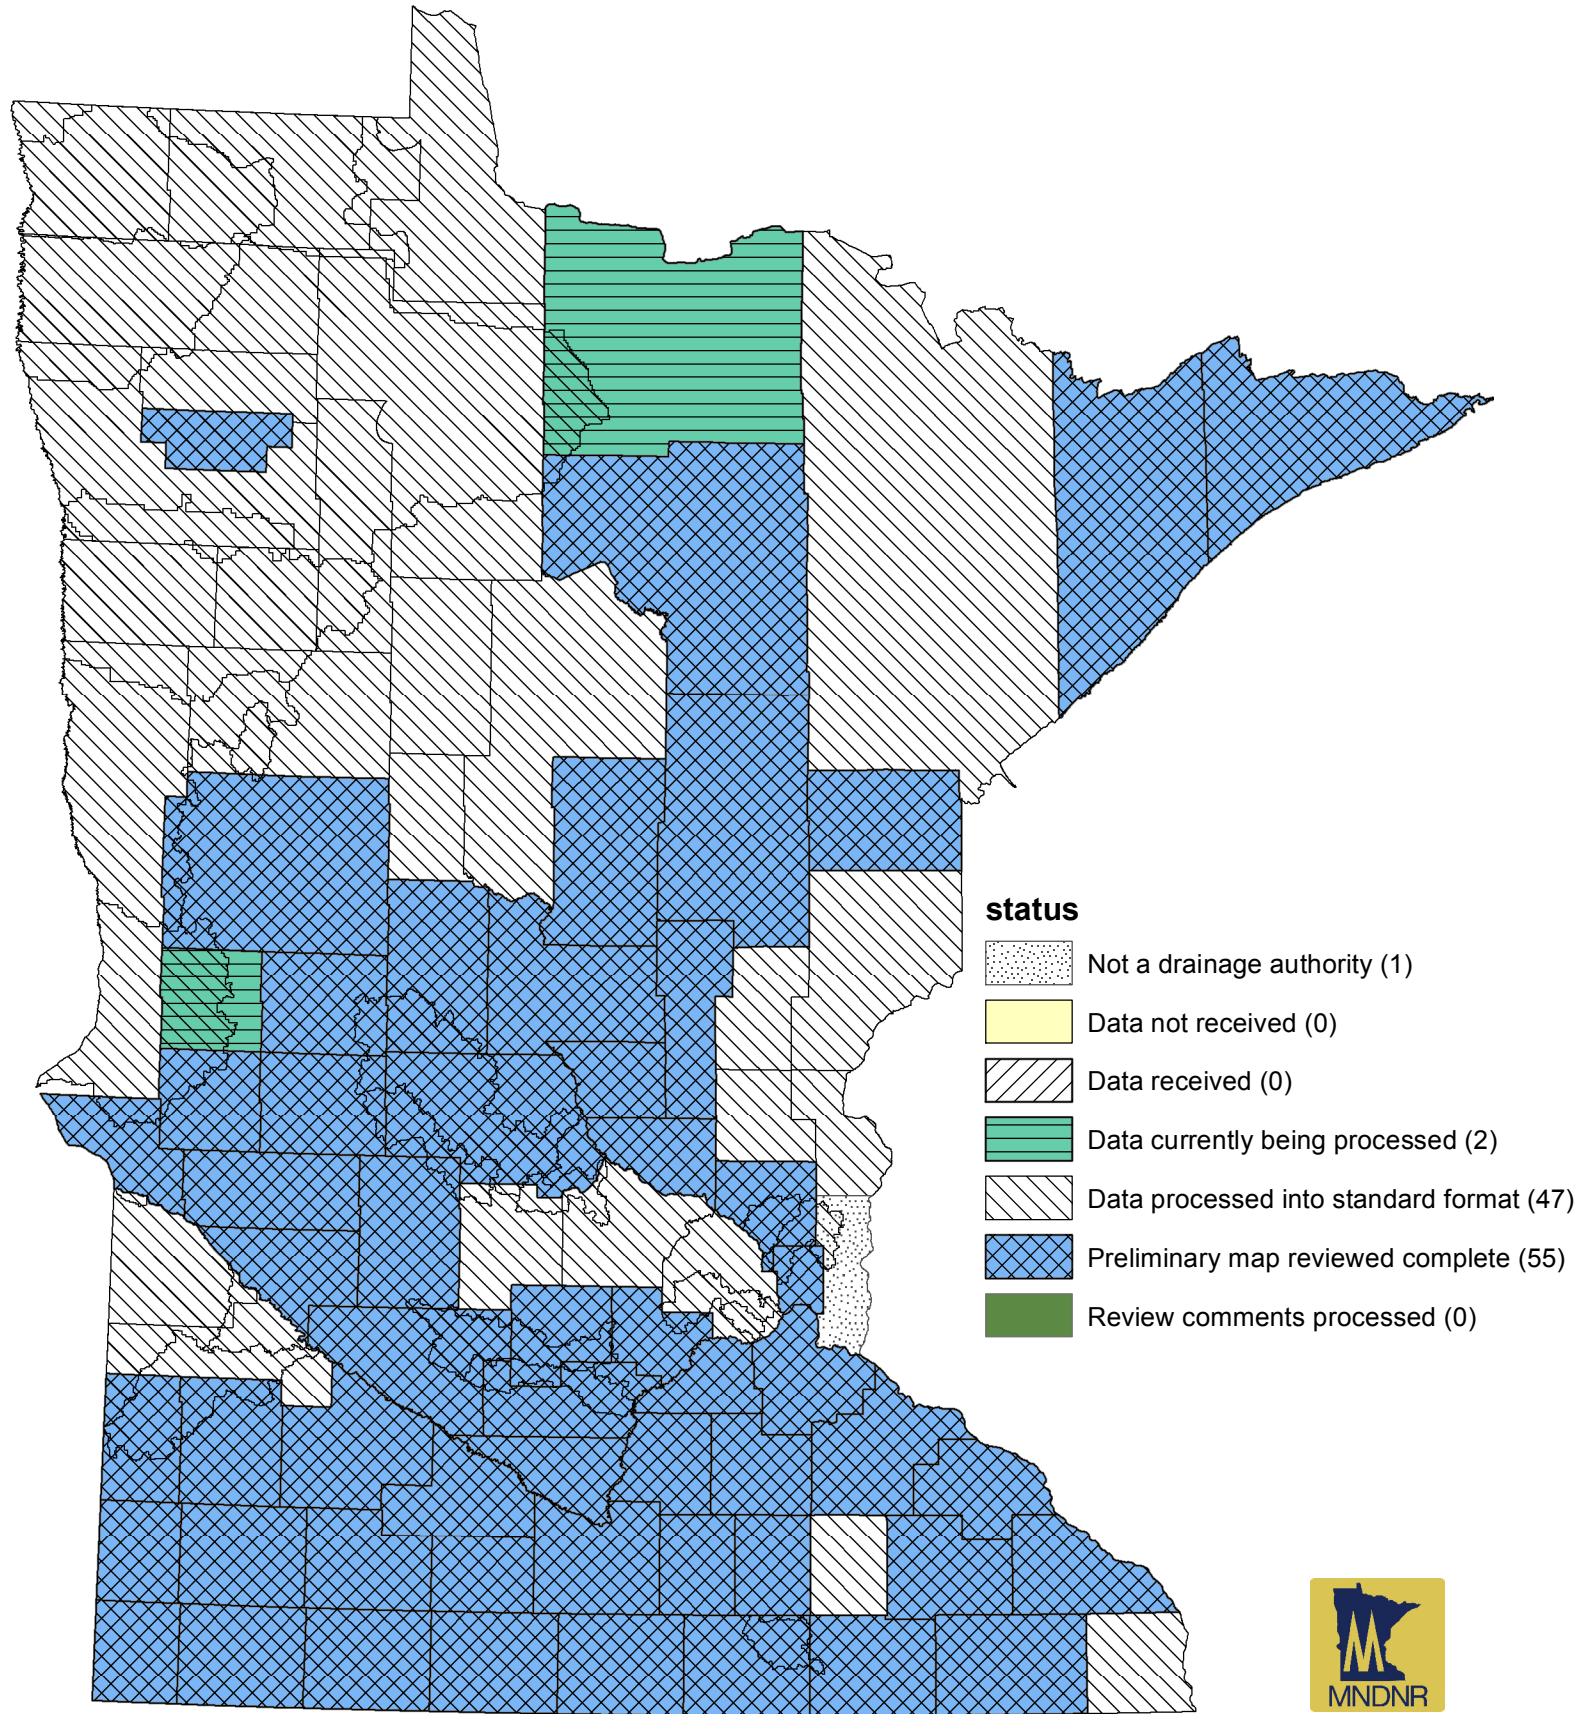 status
Not a drainage authority (1)
Data not received (0)
Data received (0)
Data currently being processed (2)
Data processed into standard format (47)
Preliminary map reviewed complete (55)
Review comments processed (0)
M
MNDNR